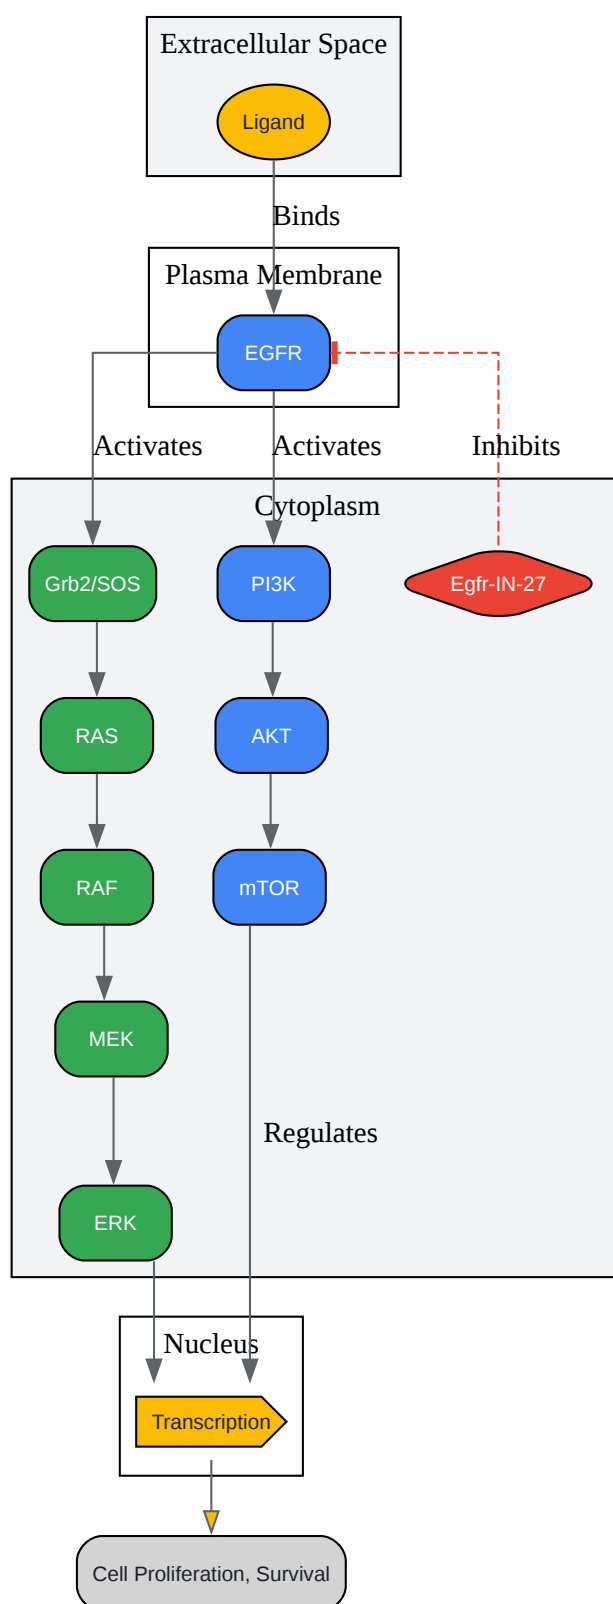 Extracellular Space
Ligand
Binds
Plasma Membrane
EGFR
Activates
Activates
Inhibits
Cytoplasm
Grb2/SOS
PI3K
Egfr-IN-27
RAS
AKT
RAF
mTOR
MEK
Regulates
ERK
Nucleus
Transcription
Cell Proliferation, Survival